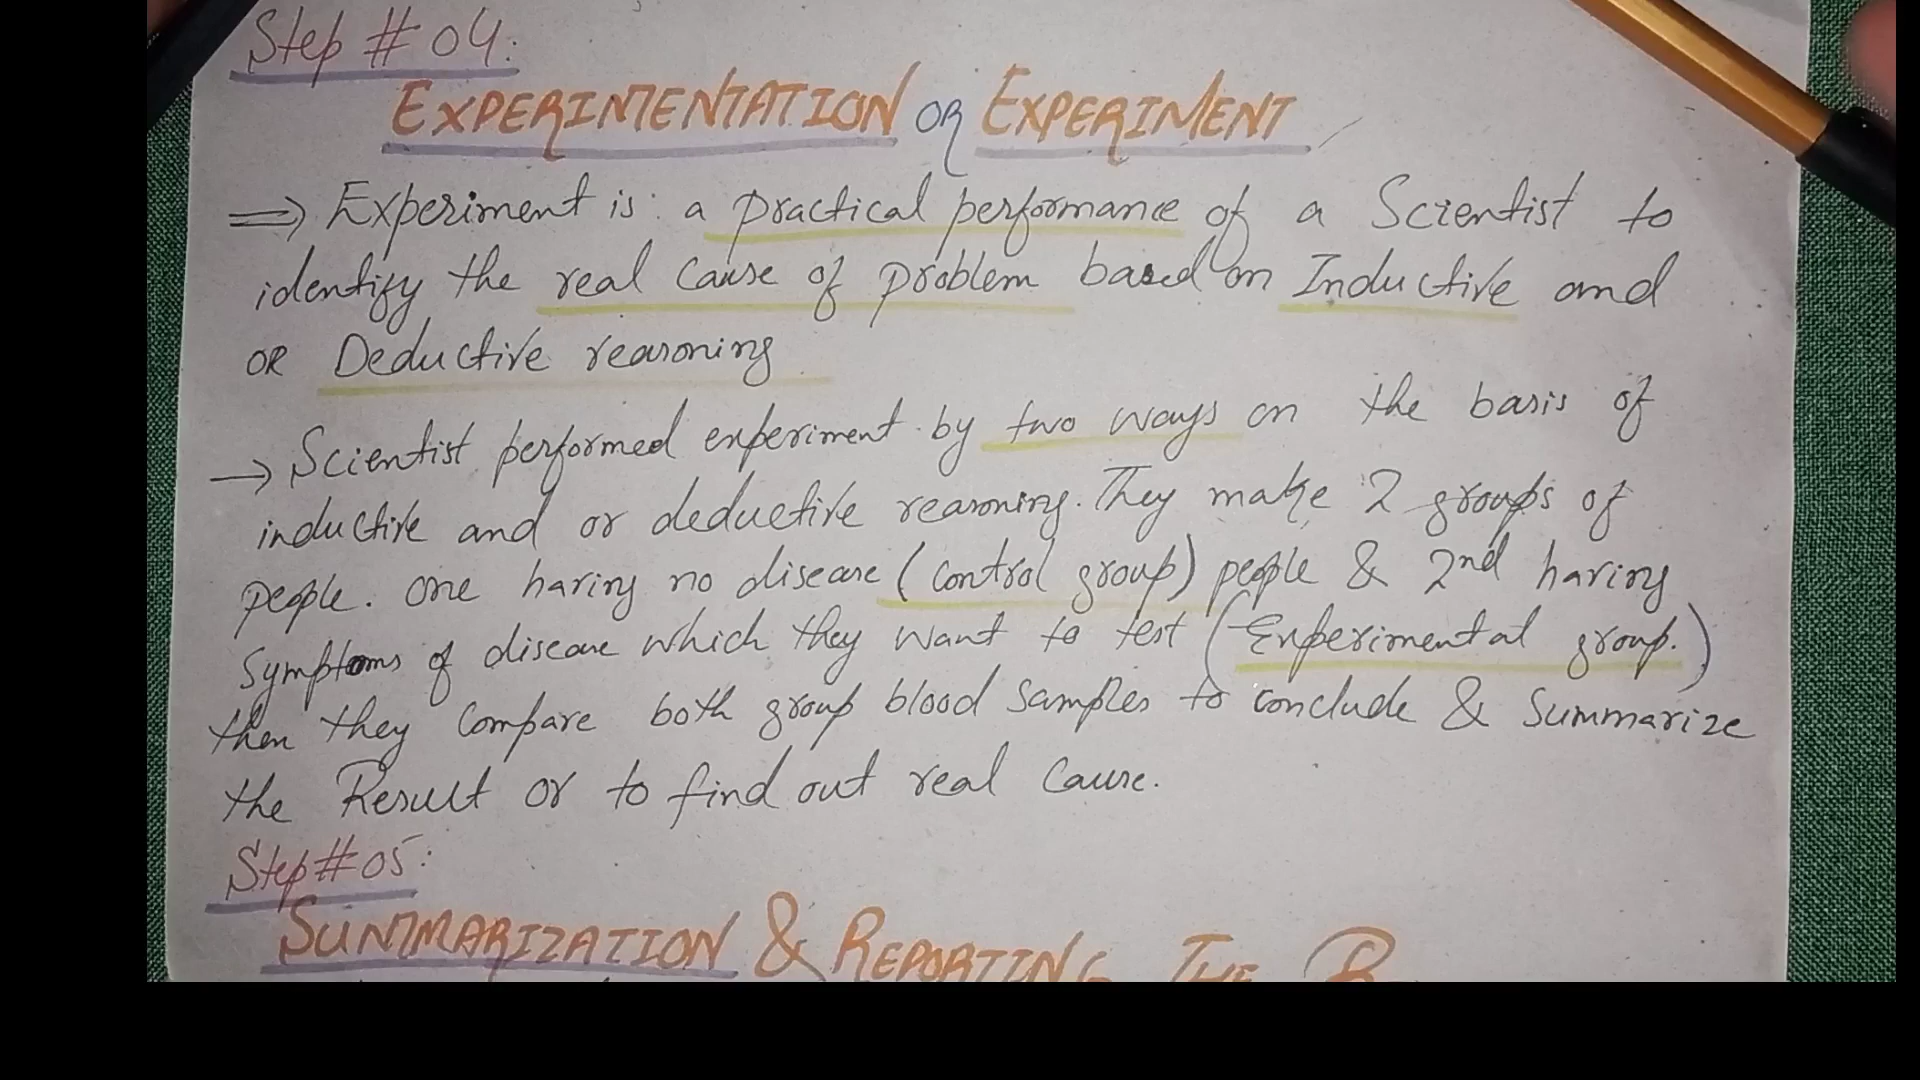 Step # 04:
EXPERIMENTATION OR EXPERIMENT
⇒ Experiment is a practical performance of a Scientist to
identify the real cause of problem based on Inductive and
OR Deductive reasoning
→ Scientist performed experiment by two ways on the basis of
inductive and or deductive reasoning. They make 2 groups of
people. one having no disease (control group) people & 2nd having
symptoms of disease which they want to test (Experimental group.)
then they compare both group blood samples to conclude & Summarize
the Result or to find out real cause.
Step # 05:
SUMMARIZATION & REPORTING THE